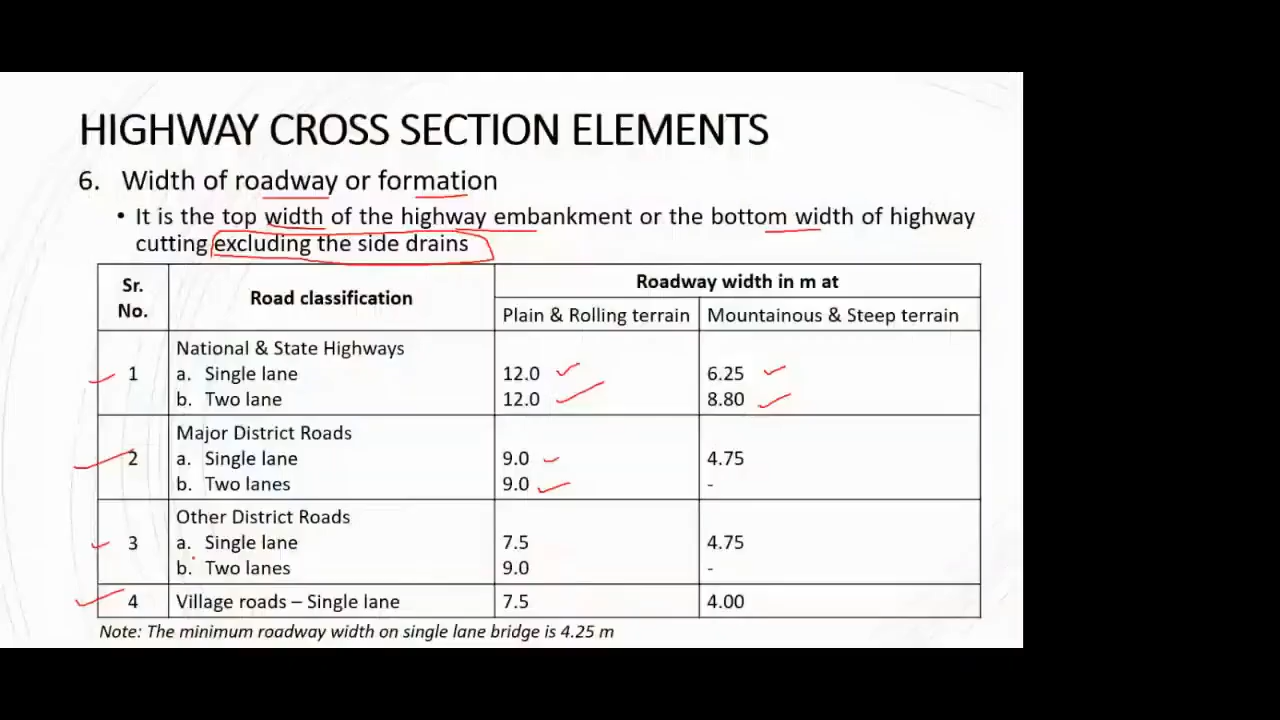 HIGHWAY CROSS SECTION ELEMENTS
6. Width of roadway or formation
• It is the top width of the highway embankment or the bottom width of highway
cutting excluding the side drains
Sr. No. Road classification Roadway width in m at
Plain & Rolling terrain Mountainous & Steep terrain
National & State Highways
1 a. Single lane 12.0 6.25
b. Two lane 12.0 8.80
Major District Roads
2 a. Single lane 9.0 4.75
b. Two lanes 9.0 -
Other District Roads
3 a. Single lane 7.5 4.75
b. Two lanes 9.0 -
4 Village roads – Single lane 7.5 4.00
Note: The minimum roadway width on single lane bridge is 4.25 m